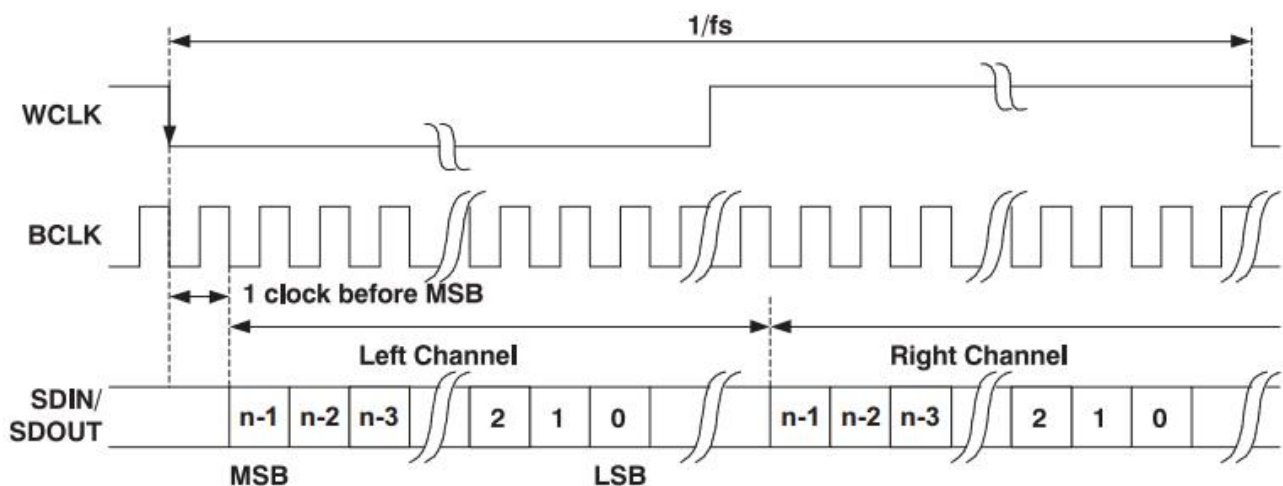 1/fs
WCLK
BCLK
1 clock before MSB
Left Channel
Right Channel
SDIN/
SDOUT
n-1 n-2 n-3 2 1 0 n-1 n-2 n-3 2 1 0
MSB LSB